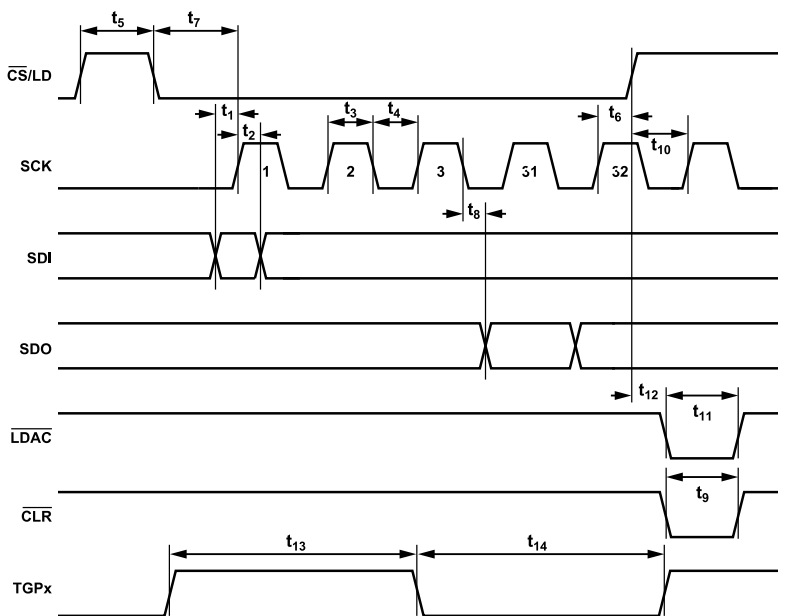 t5
t7
CS/LD
t1
t3
t4
t6
t2
t10
SCK
1
2
3
31
32
t8
SDI
SDO
t12
t11
LDAC
t9
CLR
t13
t14
TGPx